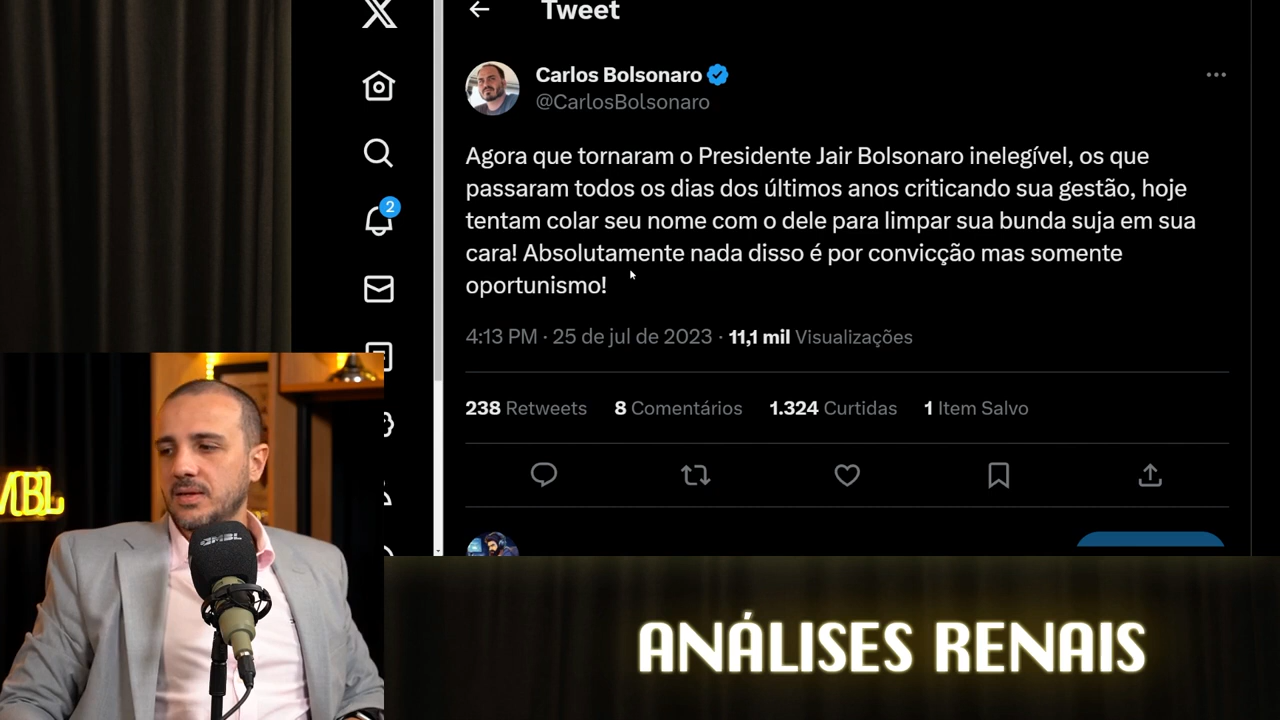 Tweet
Carlos Bolsonaro
@CarlosBolsonaro
Agora que tornaram o Presidente Jair Bolsonaro inelegível, os que
passaram todos os dias dos últimos anos criticando sua gestão, hoje
tentam colar seu nome com o dele para limpar sua bunda suja em sua
cara! Absolutamente nada disso é por convicção mas somente
oportunismo!
4:13 PM · 25 de jul de 2023 · 11,1 mil Visualizações
238 Retweets 8 Comentários 1.324 Curtidas 1 Item Salvo
2
MBL
MBL
ANÁLISES RENAIS